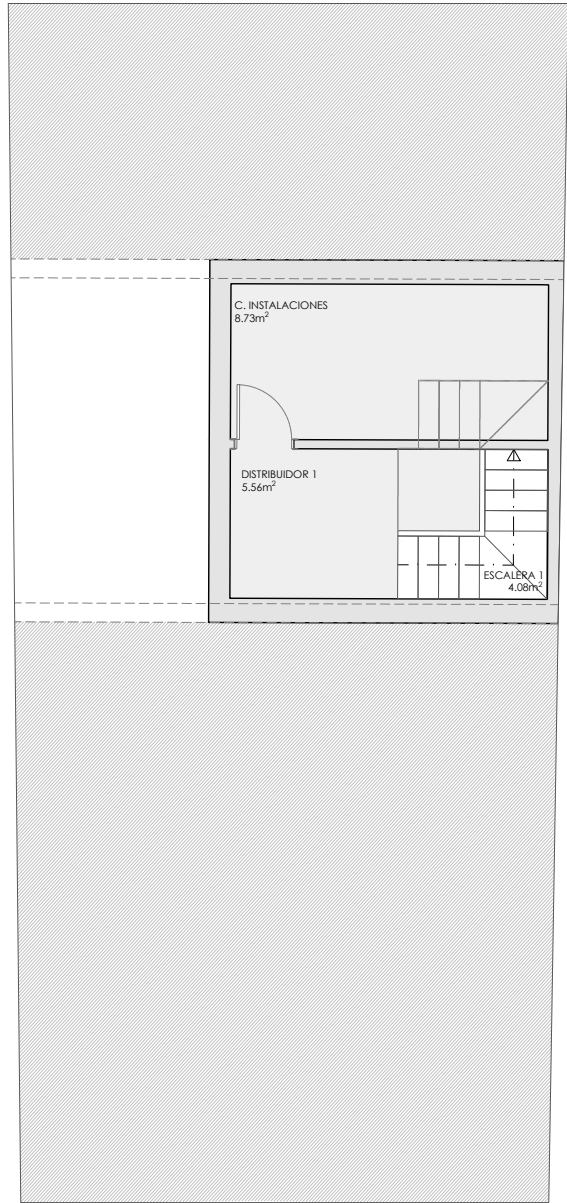 C. INSTALACIONES
8.73m²
DISTRIBUIDOR 1
5.56m²
ESCALERA 1
4.08m²